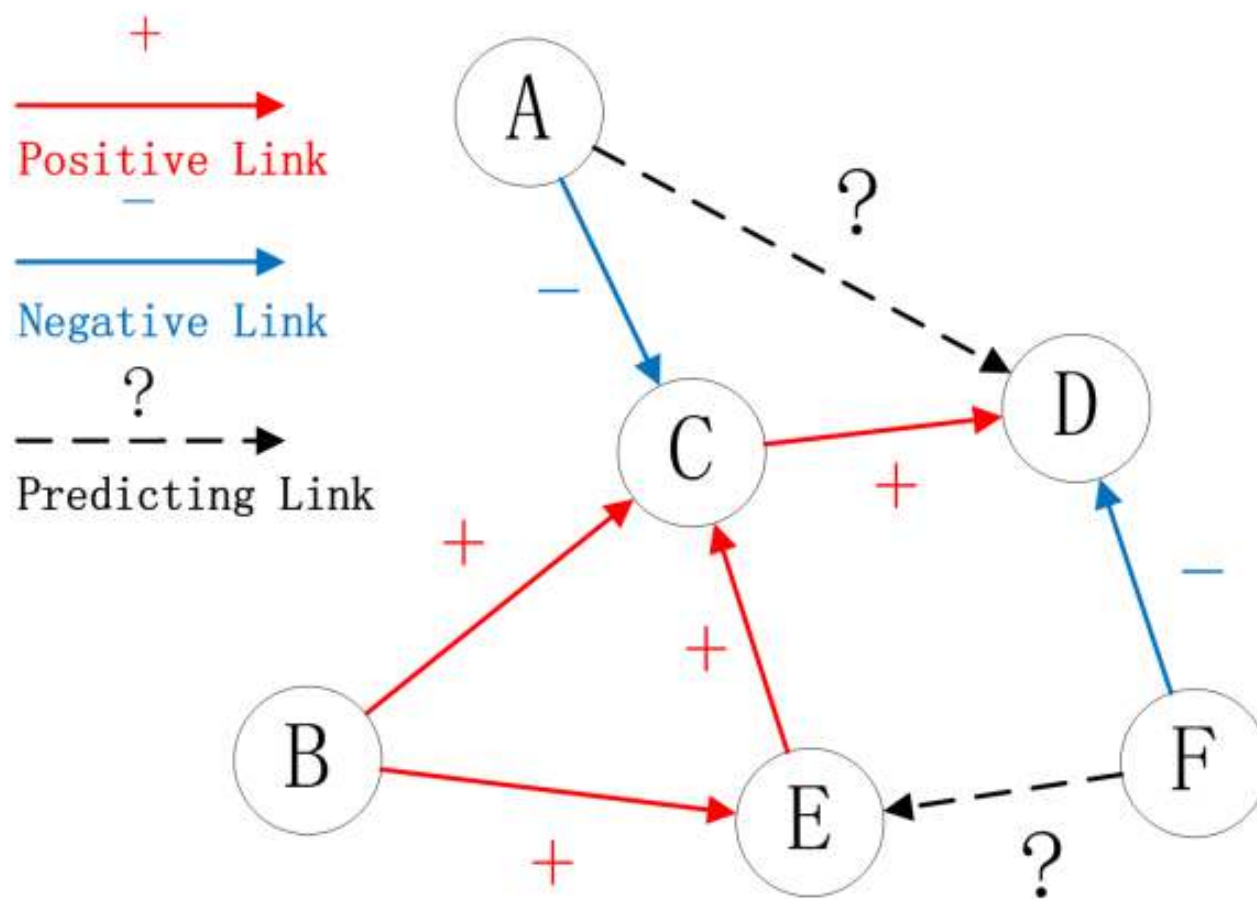 +
Positive Link
−
Negative Link
?
Predicting Link
A
?
−
C
D
+
+
+
−
B
E
F
+
?